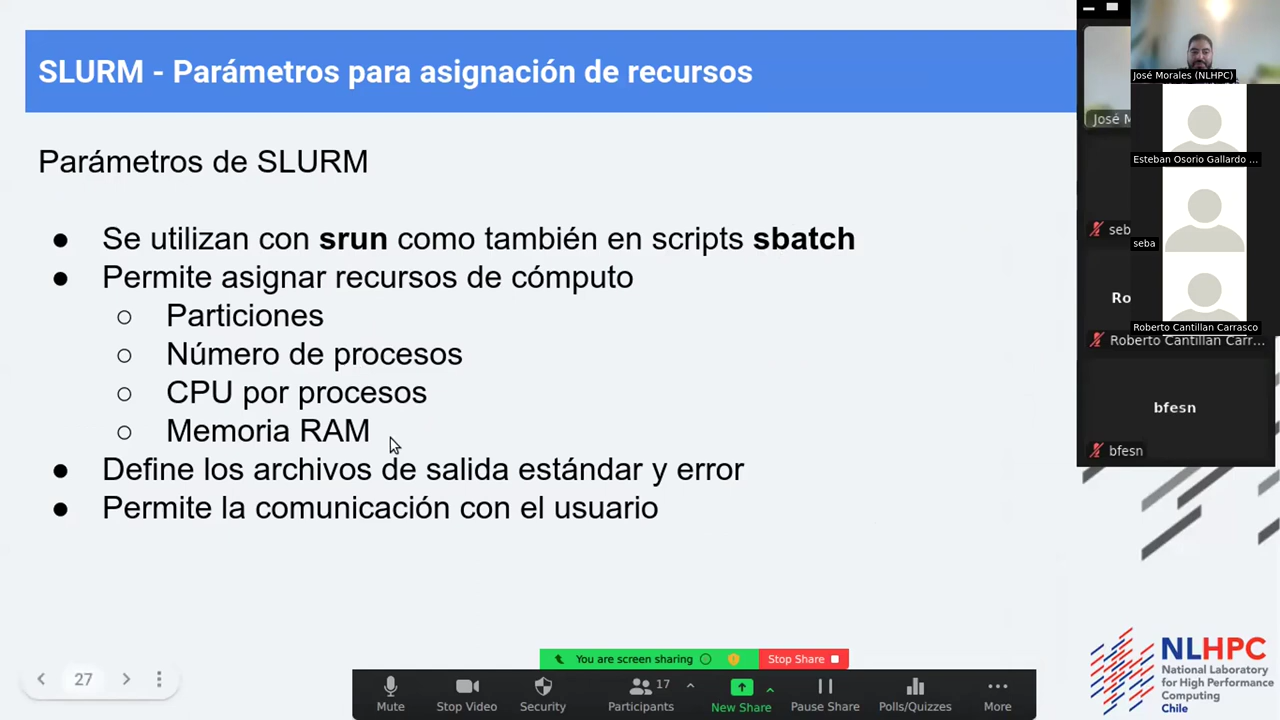 SLURM - Parámetros para asignación de recursos
Parámetros de SLURM
● Se utilizan con srun como también en scripts sbatch
● Permite asignar recursos de cómputo
○ Particiones
○ Número de procesos
○ CPU por procesos
○ Memoria RAM
● Define los archivos de salida estándar y error
● Permite la comunicación con el usuario
José Morales (NLHPC)
José M
Esteban Osorio Gallardo ...
seb
seba
Ro
Roberto Cantillan Carrasco
Roberto Cantillan Carr...
bfesn
bfesn
NLHPC
National Laboratory
for High Performance
Computing
Chile
27
You are screen sharing
Stop Share
Mute
Stop Video
Security
Participants
17
New Share
Pause Share
Polls/Quizzes
More